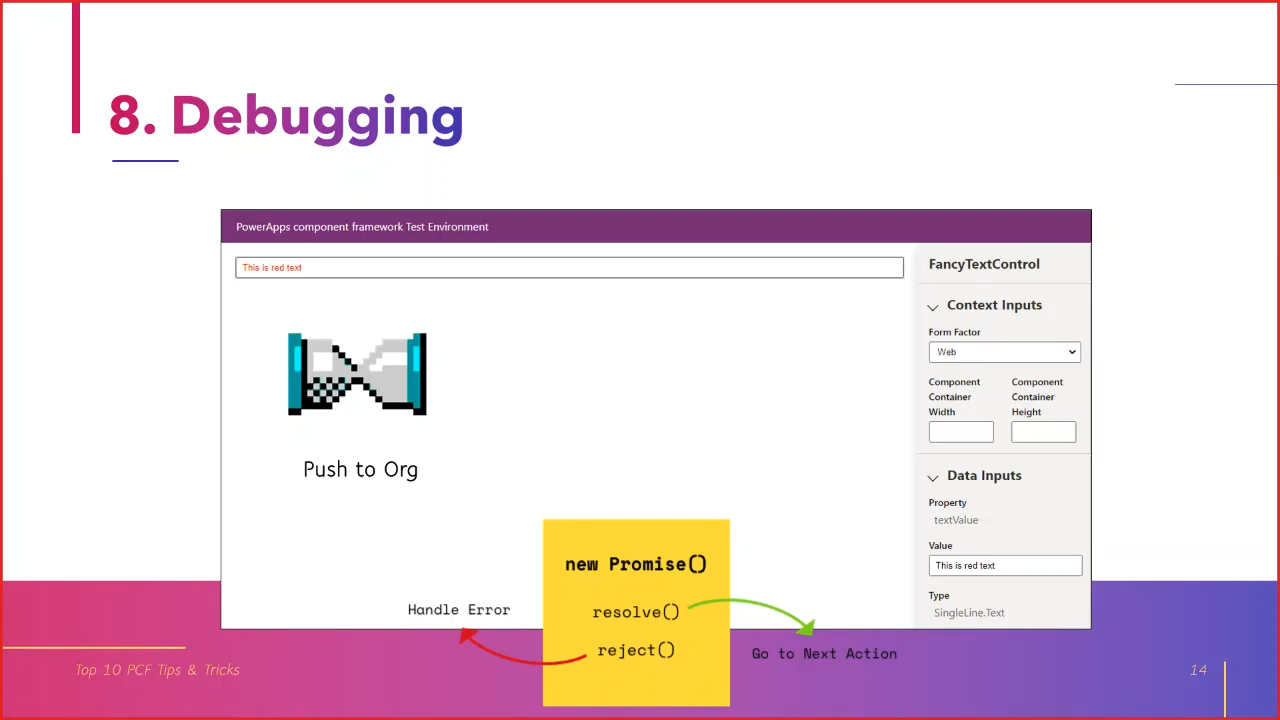 8. Debugging
PowerApps component framework Test Environment
This is red text
FancyTextControl
Context Inputs
Form Factor
Web
Component Container Width
Component Container Height
Data Inputs
Property
textValue
Value
This is red text
Type
SingleLine.Text
Push to Org
new Promise()
resolve()
reject()
Handle Error
Go to Next Action
Top 10 PCF Tips & Tricks
14